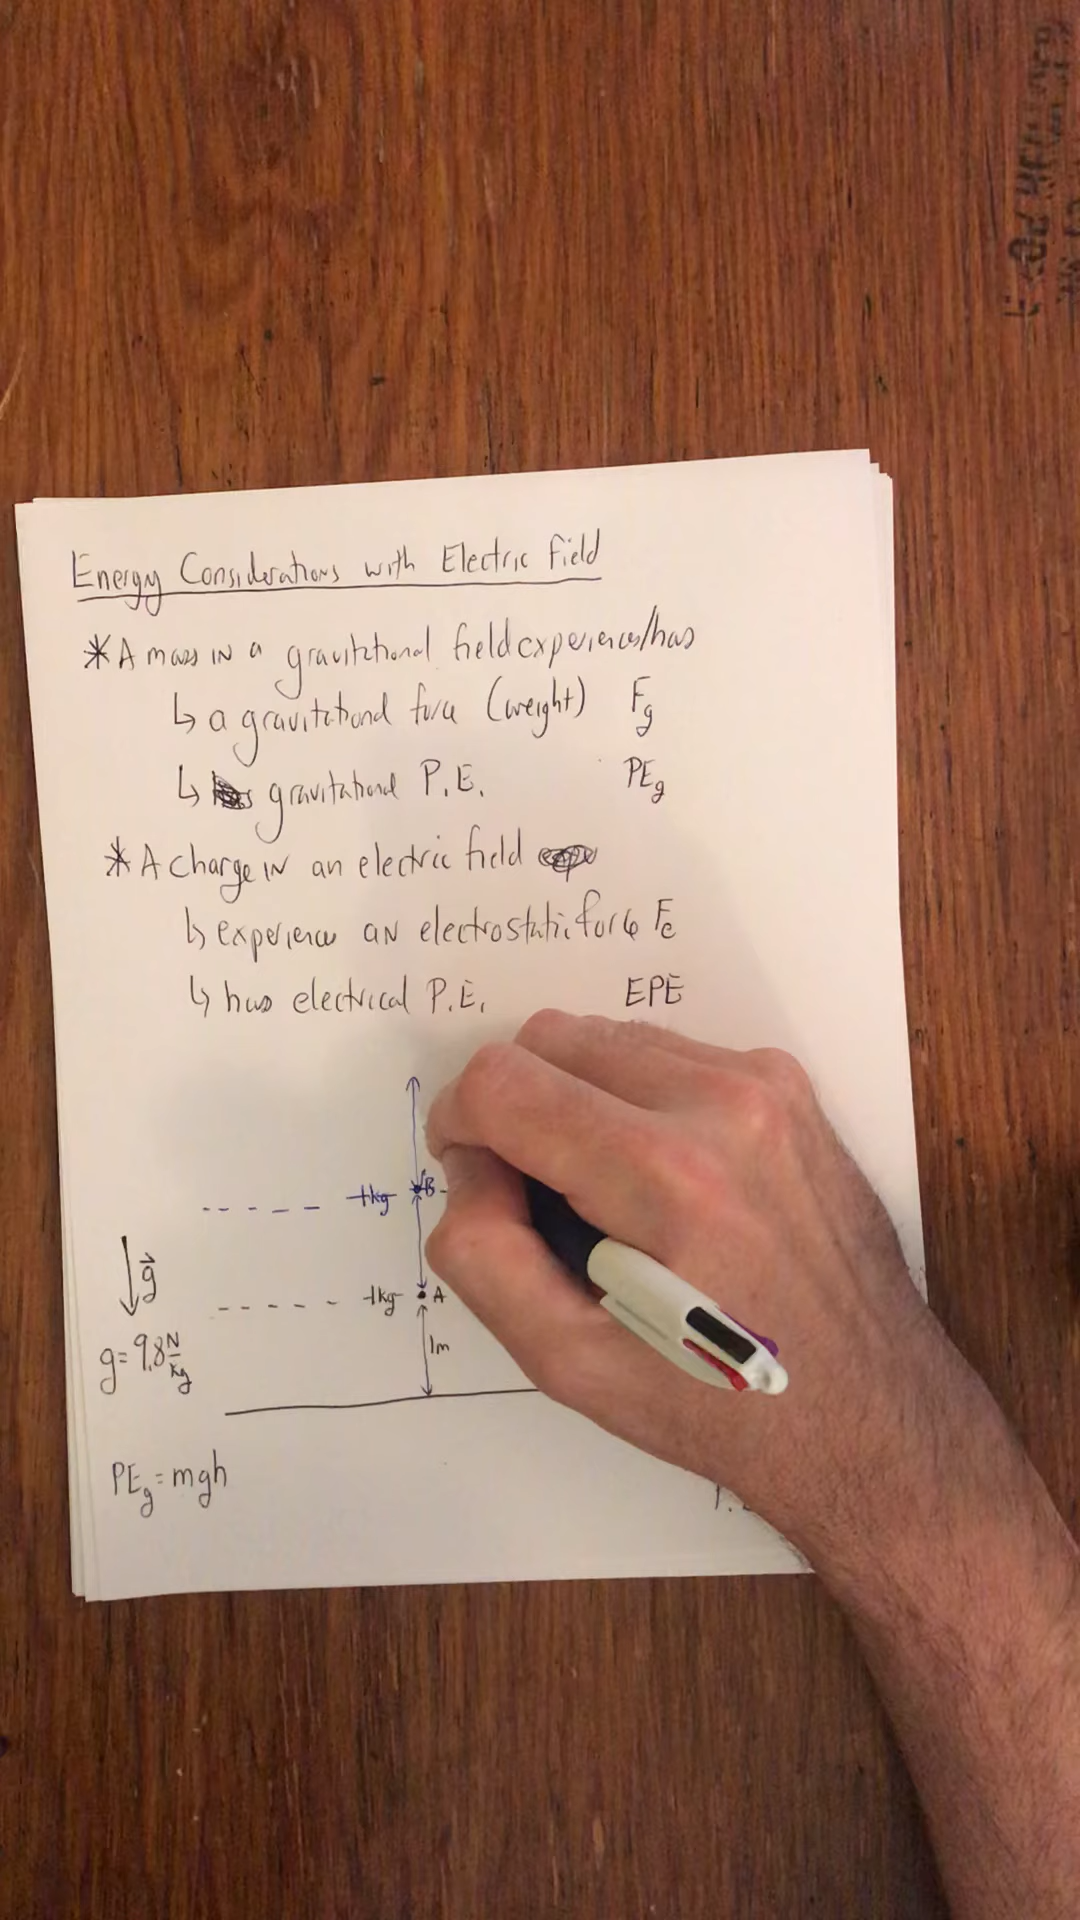 Energy Considerations with Electric Field
* A mass in a gravitational field experiences/has
↳ a gravitational force (weight) Fg
↳ gravitational P.E. PEg
* A charge in an electric field
↳ experiences an electrostatic force Fe
↳ has electrical P.E. EPE
1kg B
g
1kg A
1m
g = 9.8 N/kg
PEg = mgh